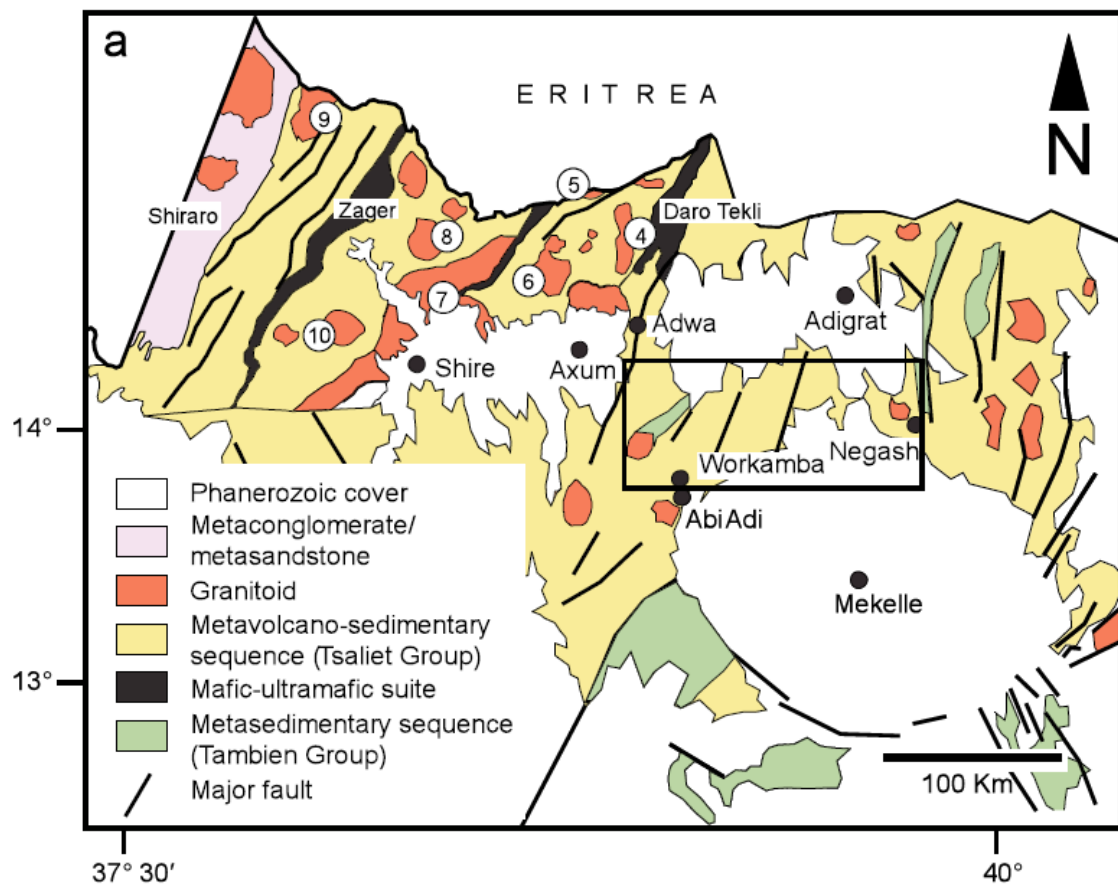 a
ERITREA
N
9
5
Shiraro
Zager
Daro Tekli
8
4
6
7
10
Adwa
Adigrat
Shire
Axum
14°
Negash
Workamba
AbiAdi
Mekelle
Phanerozoic cover
Metaconglomerate/
metasandstone
Granitoid
Metavolcano-sedimentary
sequence (Tsaliet Group)
13°
Mafic-ultramafic suite
Metasedimentary sequence
(Tambien Group)
Major fault
100 Km
37° 30′
40°